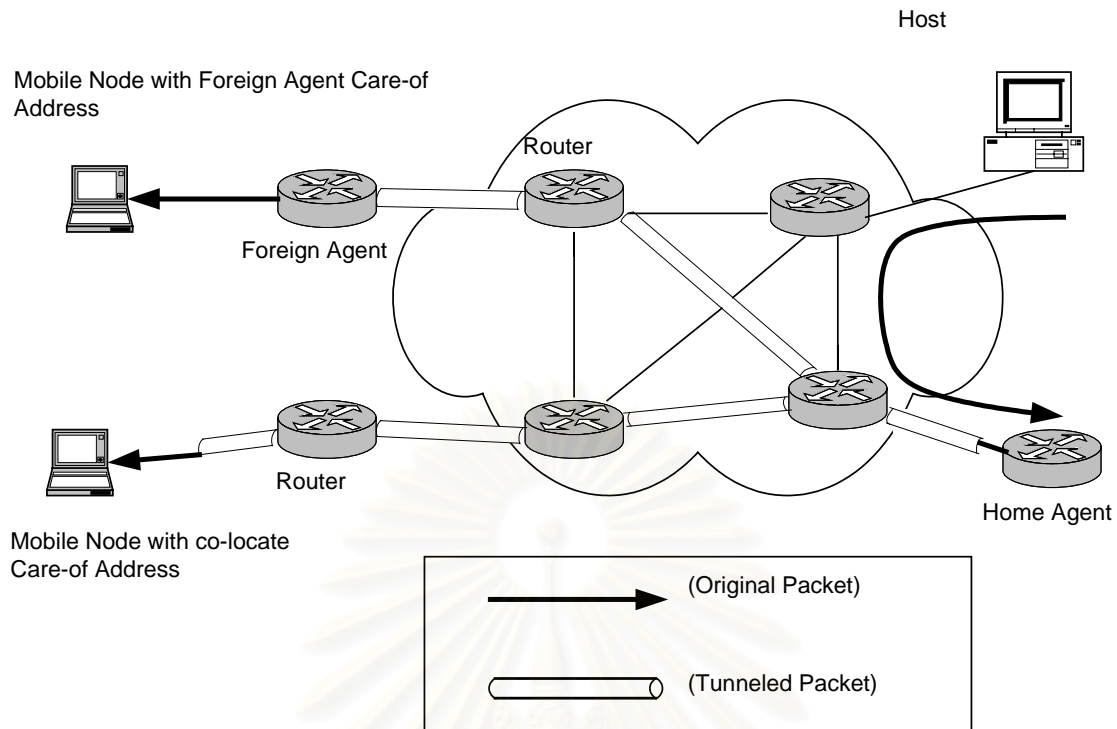 Host
Mobile Node with Foreign Agent Care-of
Address
Router
Foreign Agent
Router
Home Agent
Mobile Node with co-locate
Care-of Address
(Original Packet)
(Tunneled Packet)